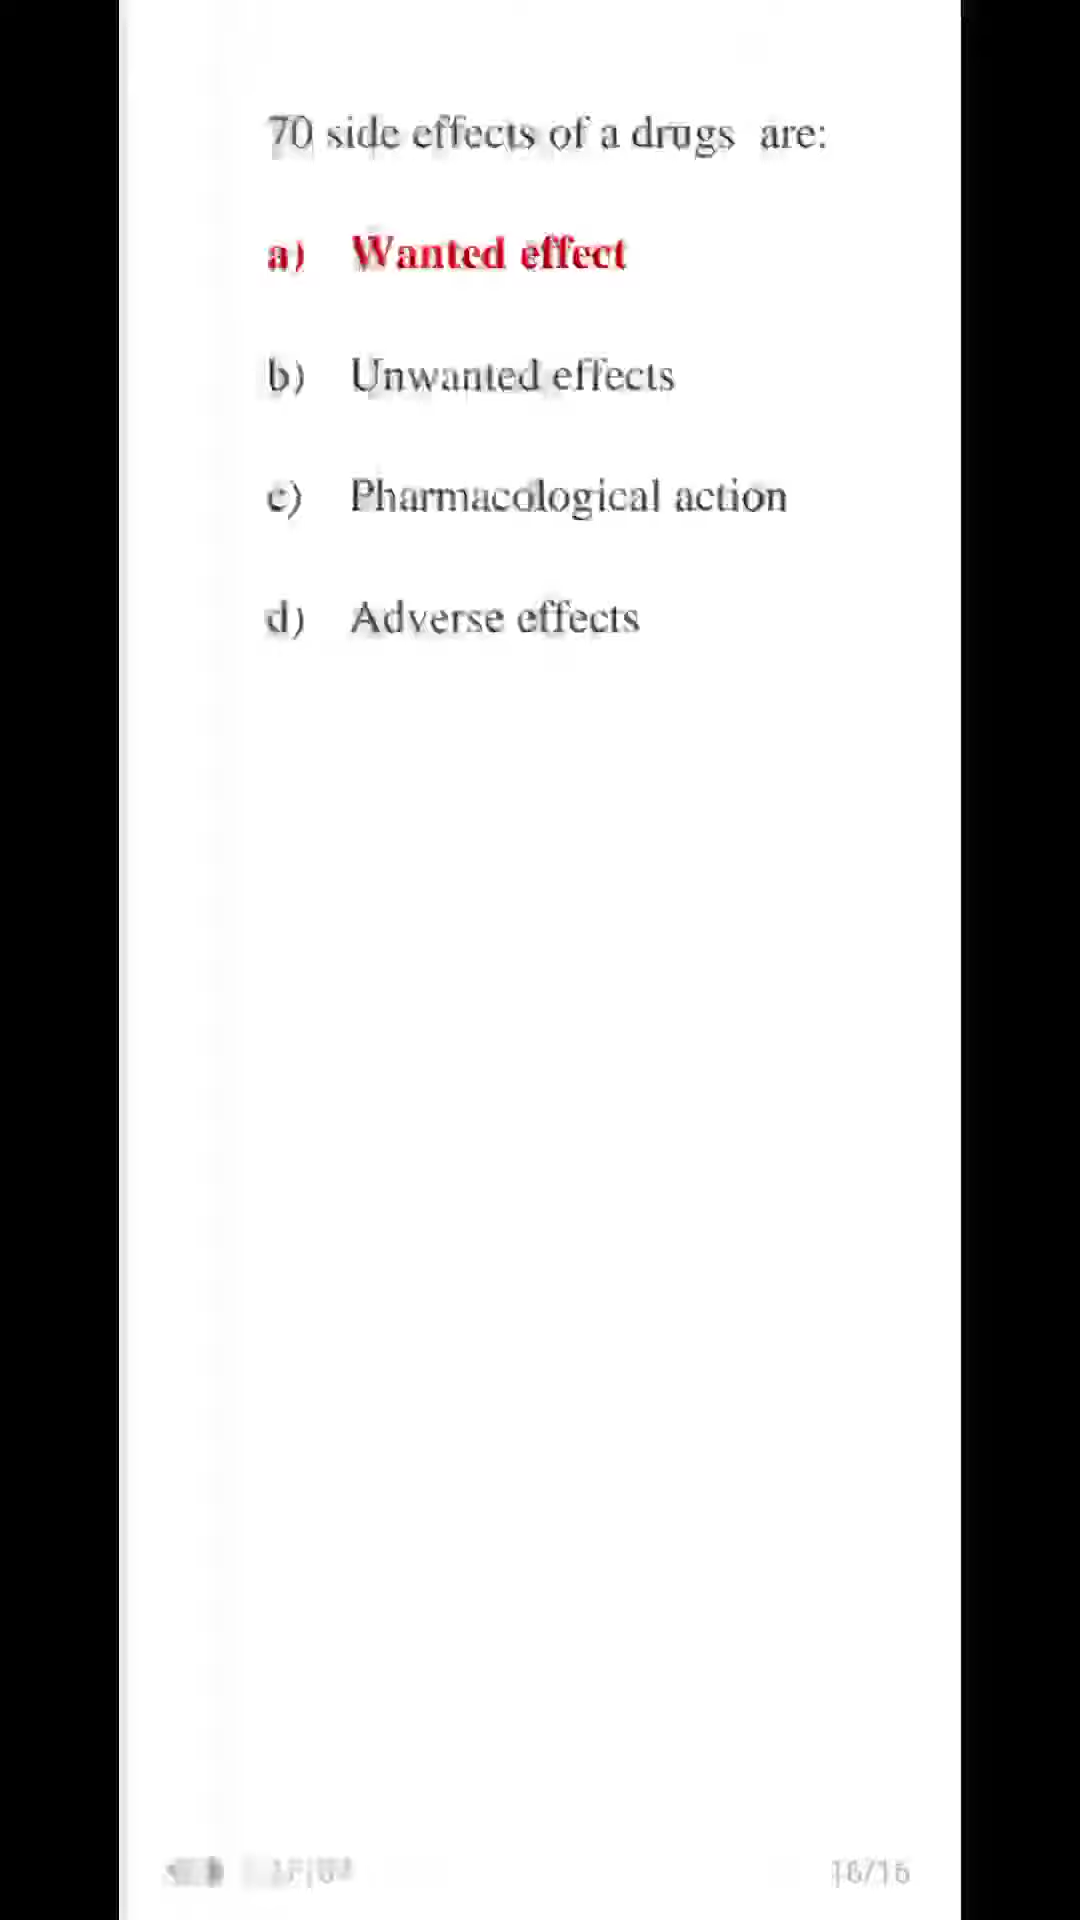 70 side effects of a drugs are:
a) Wanted effect
b) Unwanted effects
c) Pharmacological action
d) Adverse effects
16/16